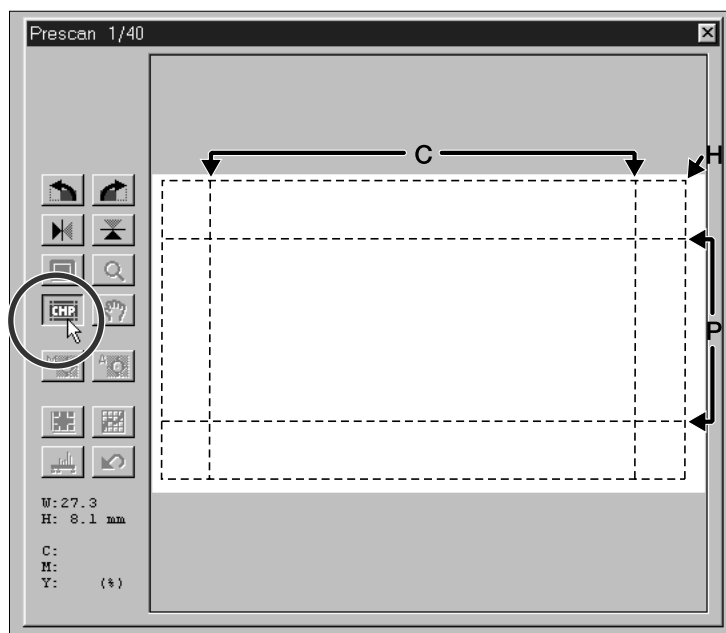 Prescan 1/40
C
H
P
CHP
M
A
W:27.3
H: 8.1 mm
C:
M:
Y: (%)